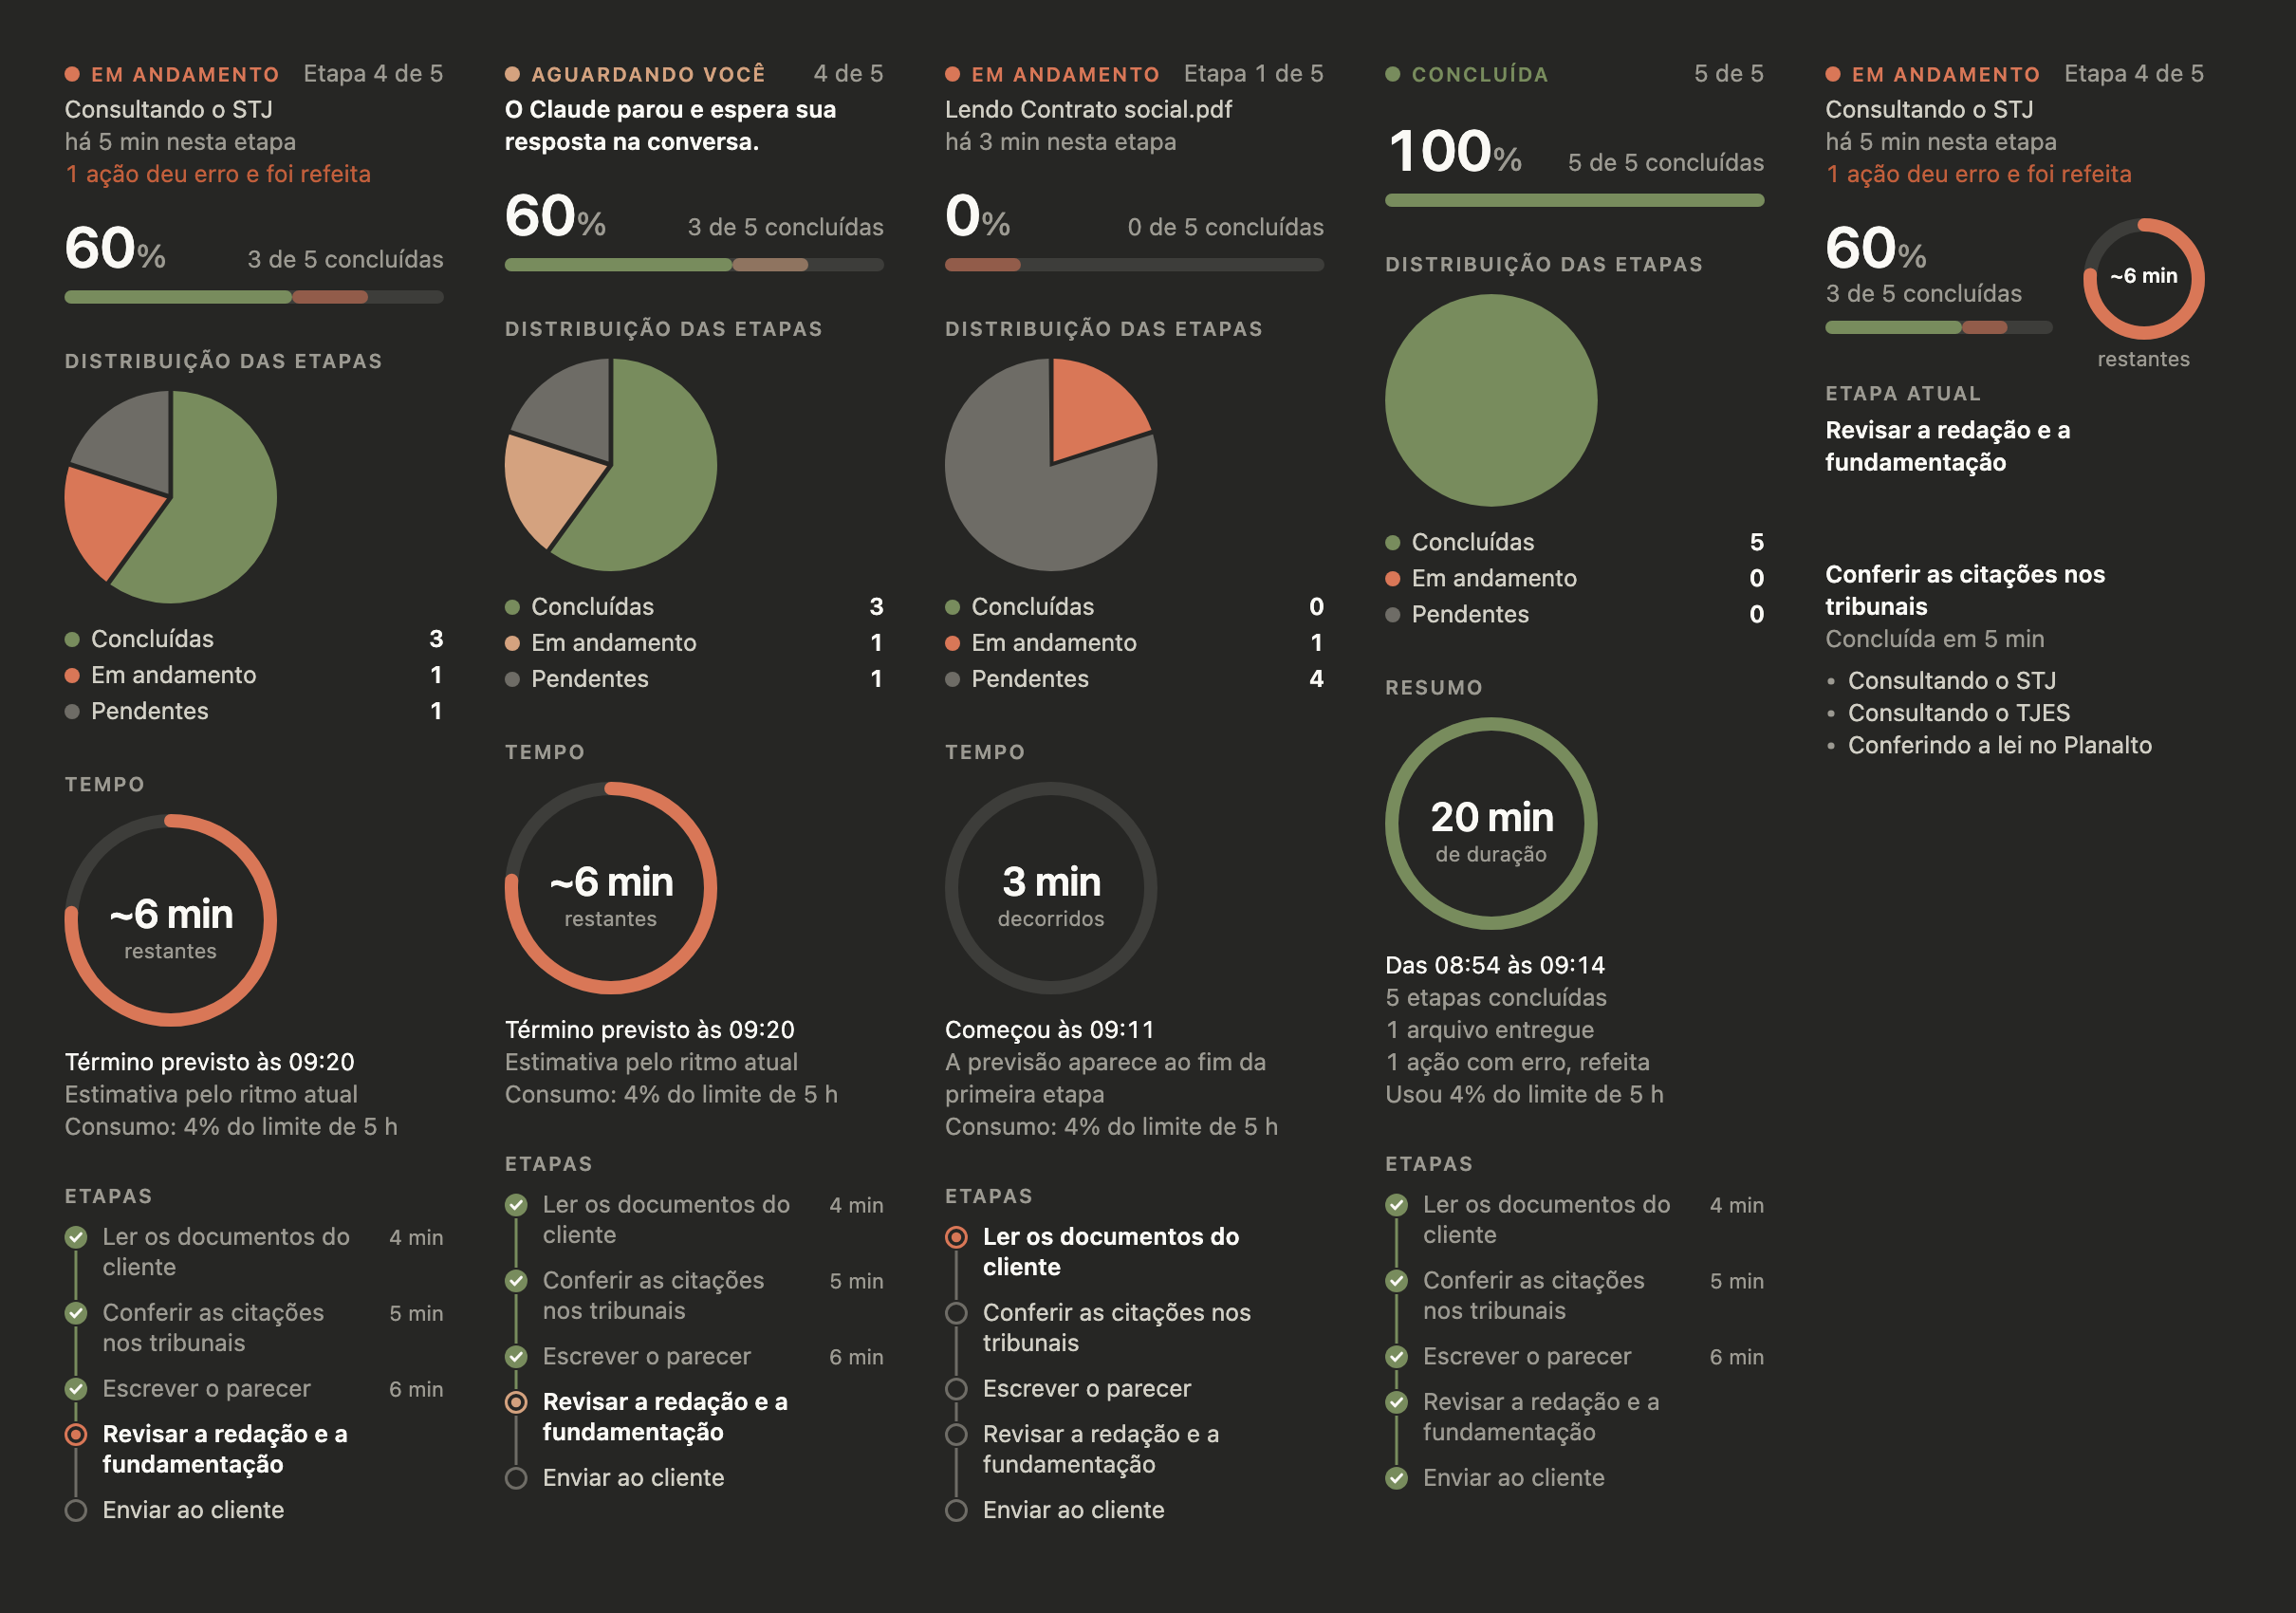 EM ANDAMENTO Etapa 4 de 5
Consultando o STJ
há 5 min nesta etapa
1 ação deu erro e foi refeita
60% 3 de 5 concluídas
DISTRIBUIÇÃO DAS ETAPAS
Concluídas 3
Em andamento 1
Pendentes 1
TEMPO
~6 min
restantes
Término previsto às 09:20
Estimativa pelo ritmo atual
Consumo: 4% do limite de 5 h
ETAPAS
Ler os documentos do 4 min
cliente
Conferir as citações 5 min
nos tribunais
Escrever o parecer 6 min
Revisar a redação e a
fundamentação
Enviar ao cliente
AGUARDANDO VOCÊ 4 de 5
O Claude parou e espera sua
resposta na conversa.
60% 3 de 5 concluídas
DISTRIBUIÇÃO DAS ETAPAS
Concluídas 3
Em andamento 1
Pendentes 1
TEMPO
~6 min
restantes
Término previsto às 09:20
Estimativa pelo ritmo atual
Consumo: 4% do limite de 5 h
ETAPAS
Ler os documentos do 4 min
cliente
Conferir as citações 5 min
nos tribunais
Escrever o parecer 6 min
Revisar a redação e a
fundamentação
Enviar ao cliente
EM ANDAMENTO Etapa 1 de 5
Lendo Contrato social.pdf
há 3 min nesta etapa
0% 0 de 5 concluídas
DISTRIBUIÇÃO DAS ETAPAS
Concluídas 0
Em andamento 1
Pendentes 4
TEMPO
3 min
decorridos
Começou às 09:11
A previsão aparece ao fim da
primeira etapa
Consumo: 4% do limite de 5 h
ETAPAS
Ler os documentos do
cliente
Conferir as citações nos
tribunais
Escrever o parecer
Revisar a redação e a
fundamentação
Enviar ao cliente
CONCLUÍDA 5 de 5
100% 5 de 5 concluídas
DISTRIBUIÇÃO DAS ETAPAS
Concluídas 5
Em andamento 0
Pendentes 0
RESUMO
20 min
de duração
Das 08:54 às 09:14
5 etapas concluídas
1 arquivo entregue
1 ação com erro, refeita
Usou 4% do limite de 5 h
ETAPAS
Ler os documentos do 4 min
cliente
Conferir as citações 5 min
nos tribunais
Escrever o parecer 6 min
Revisar a redação e a
fundamentação
Enviar ao cliente
EM ANDAMENTO Etapa 4 de 5
Consultando o STJ
há 5 min nesta etapa
1 ação deu erro e foi refeita
60%
3 de 5 concluídas
~6 min
restantes
ETAPA ATUAL
Revisar a redação e a
fundamentação
Conferir as citações nos
tribunais
Concluída em 5 min
• Consultando o STJ
• Consultando o TJES
• Conferindo a lei no Planalto